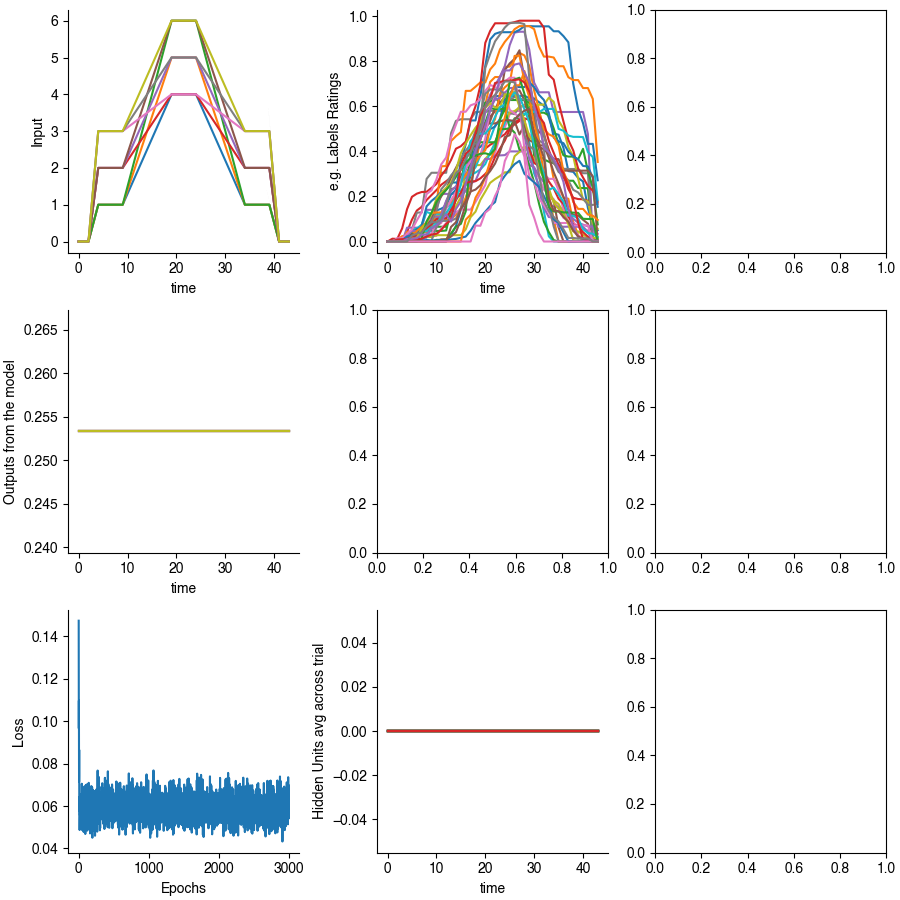 6
5
4
3
2
1
0
Input
0 10 20 30 40
time
1.0
0.8
0.6
0.4
0.2
0.0
e.g. Labels Ratings
0 10 20 30 40
time
1.0
0.8
0.6
0.4
0.2
0.0
0.0 0.2 0.4 0.6 0.8 1.0
0.265
0.260
0.255
0.250
0.245
0.240
Outputs from the model
0 10 20 30 40
time
1.0
0.8
0.6
0.4
0.2
0.0
0.0 0.2 0.4 0.6 0.8 1.0
1.0
0.8
0.6
0.4
0.2
0.0
0.0 0.2 0.4 0.6 0.8 1.0
0.14
0.12
0.10
0.08
0.06
0.04
Loss
0 1000 2000 3000
Epochs
0.04
0.02
0.00
−0.02
−0.04
Hidden Units avg across trial
0 10 20 30 40
time
1.0
0.8
0.6
0.4
0.2
0.0
0.0 0.2 0.4 0.6 0.8 1.0